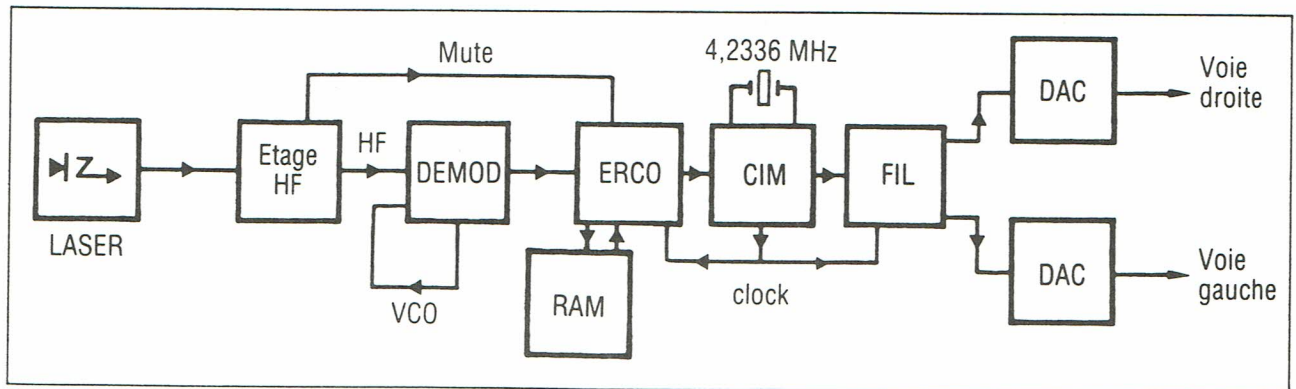 Mute
4,2336 MHz
DAC
Voie
droite
Etage
HF
HF
DEMOD
ERCO
CIM
FIL
LASER
VCO
RAM
clock
DAC
Voie
gauche